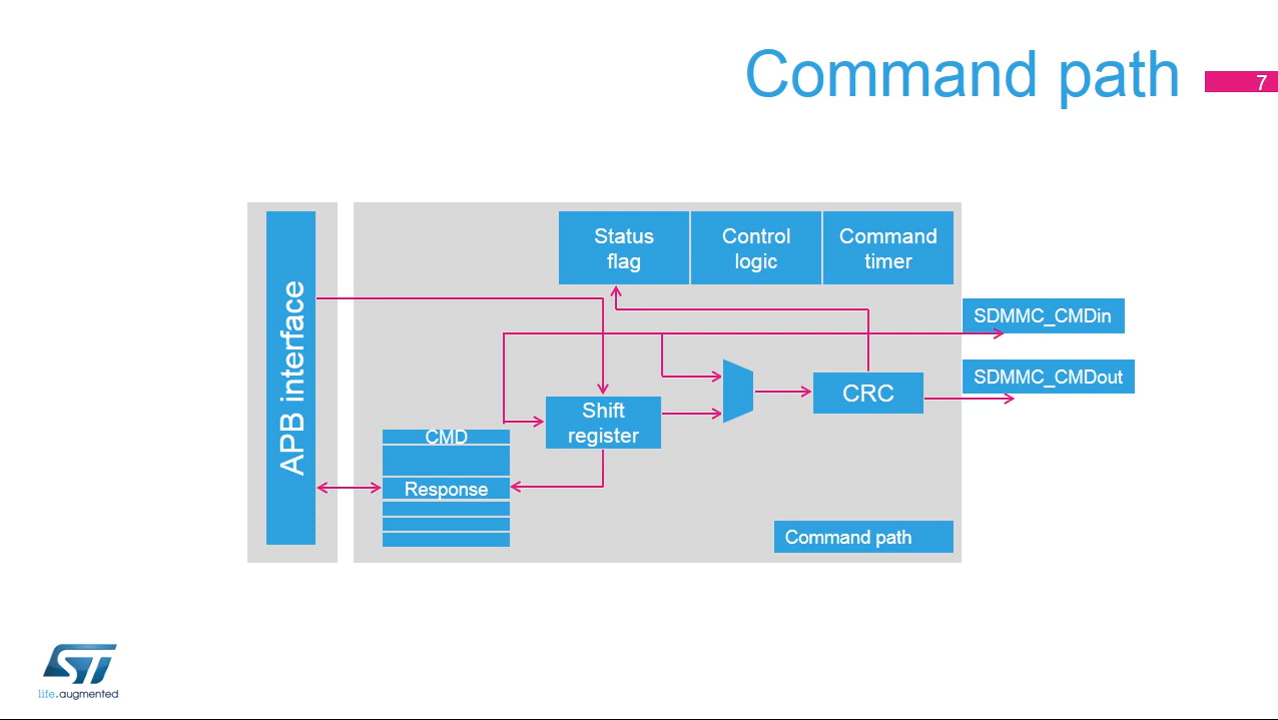 Command path
7
APB interface
Status
flag
Control
logic
Command
timer
SDMMC_CMDin
SDMMC_CMDout
CRC
Shift
register
CMD
Response
Command path
ST
life.augmented